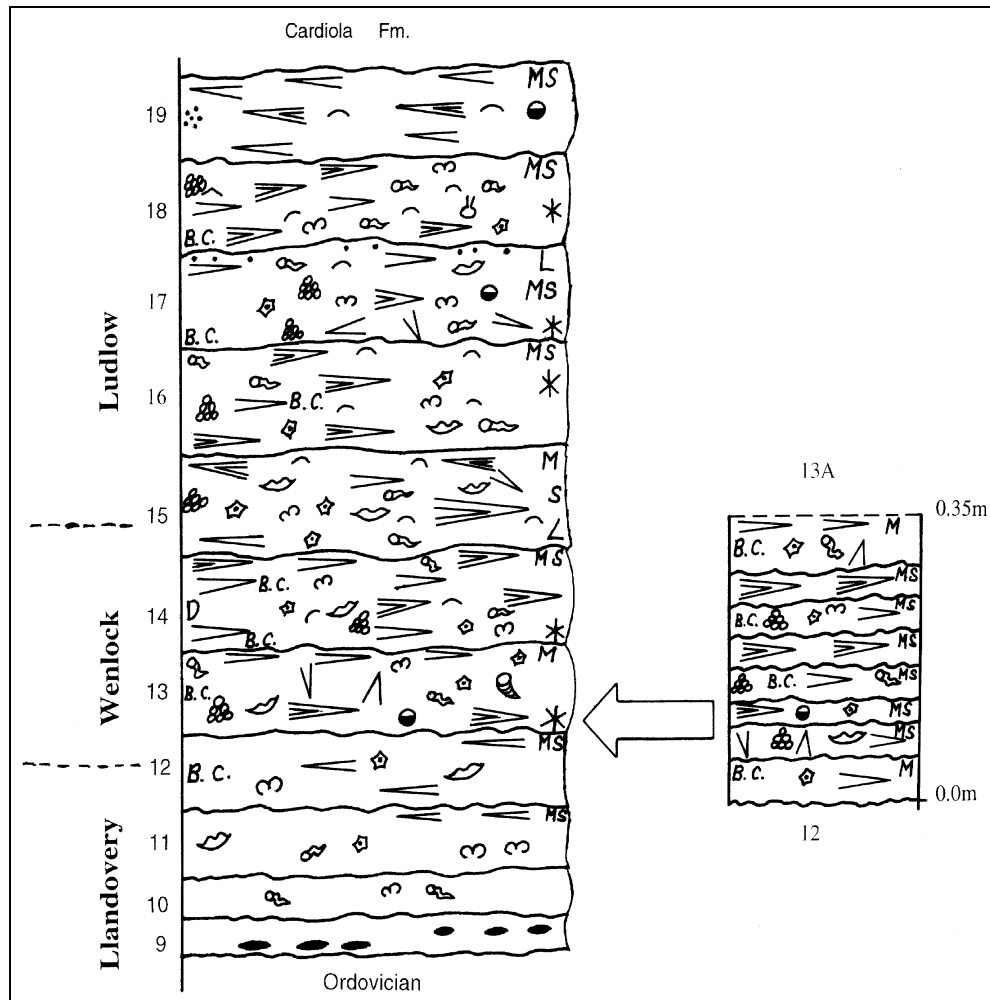 Cardiola Fm.
MS
19
MS
18
B.C.
L
17
MS
B.C.
MS
16
B.C.
Ludlow
M
S
15
L
MS
B.C.
14
D
B.C.
Wenlock
M
13
B.C.
MS
12
B.C.
MS
11
Llandovery
10
9
Ordovician
13A
0.35m
M
B.C.
MS
MS
B.C.
MS
B.C.
MS
MS
MS
B.C.
M
0.0m
12